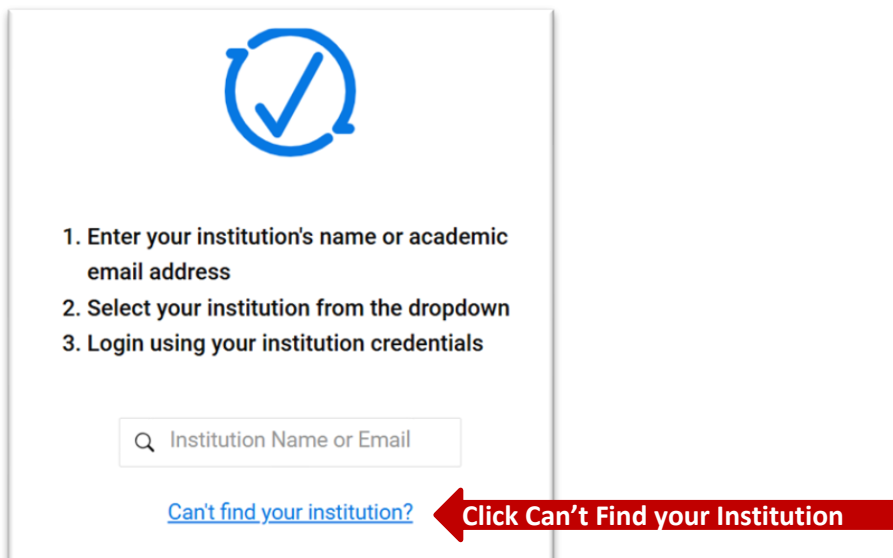 1. Enter your institution's name or academic
email address
2. Select your institution from the dropdown
3. Login using your institution credentials
Institution Name or Email
Can't find your institution?
Click Can’t Find your Institution